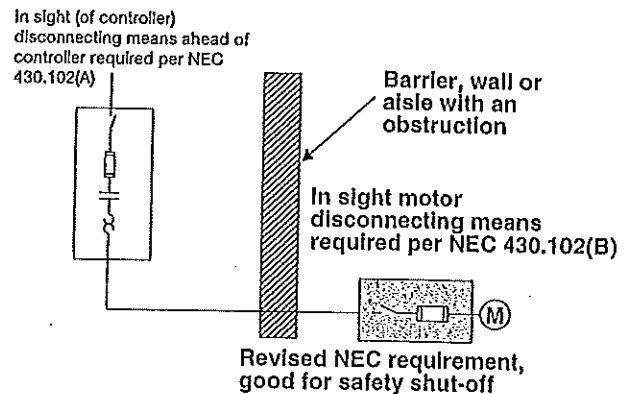 In sight (of controller)
disconnecting means ahead of
controller required per NEC
430.102(A)
Barrier, wall or
aisle with an
obstruction
In sight motor
disconnecting means
required per NEC 430.102(B)
M
Revised NEC requirement,
good for safety shut-off